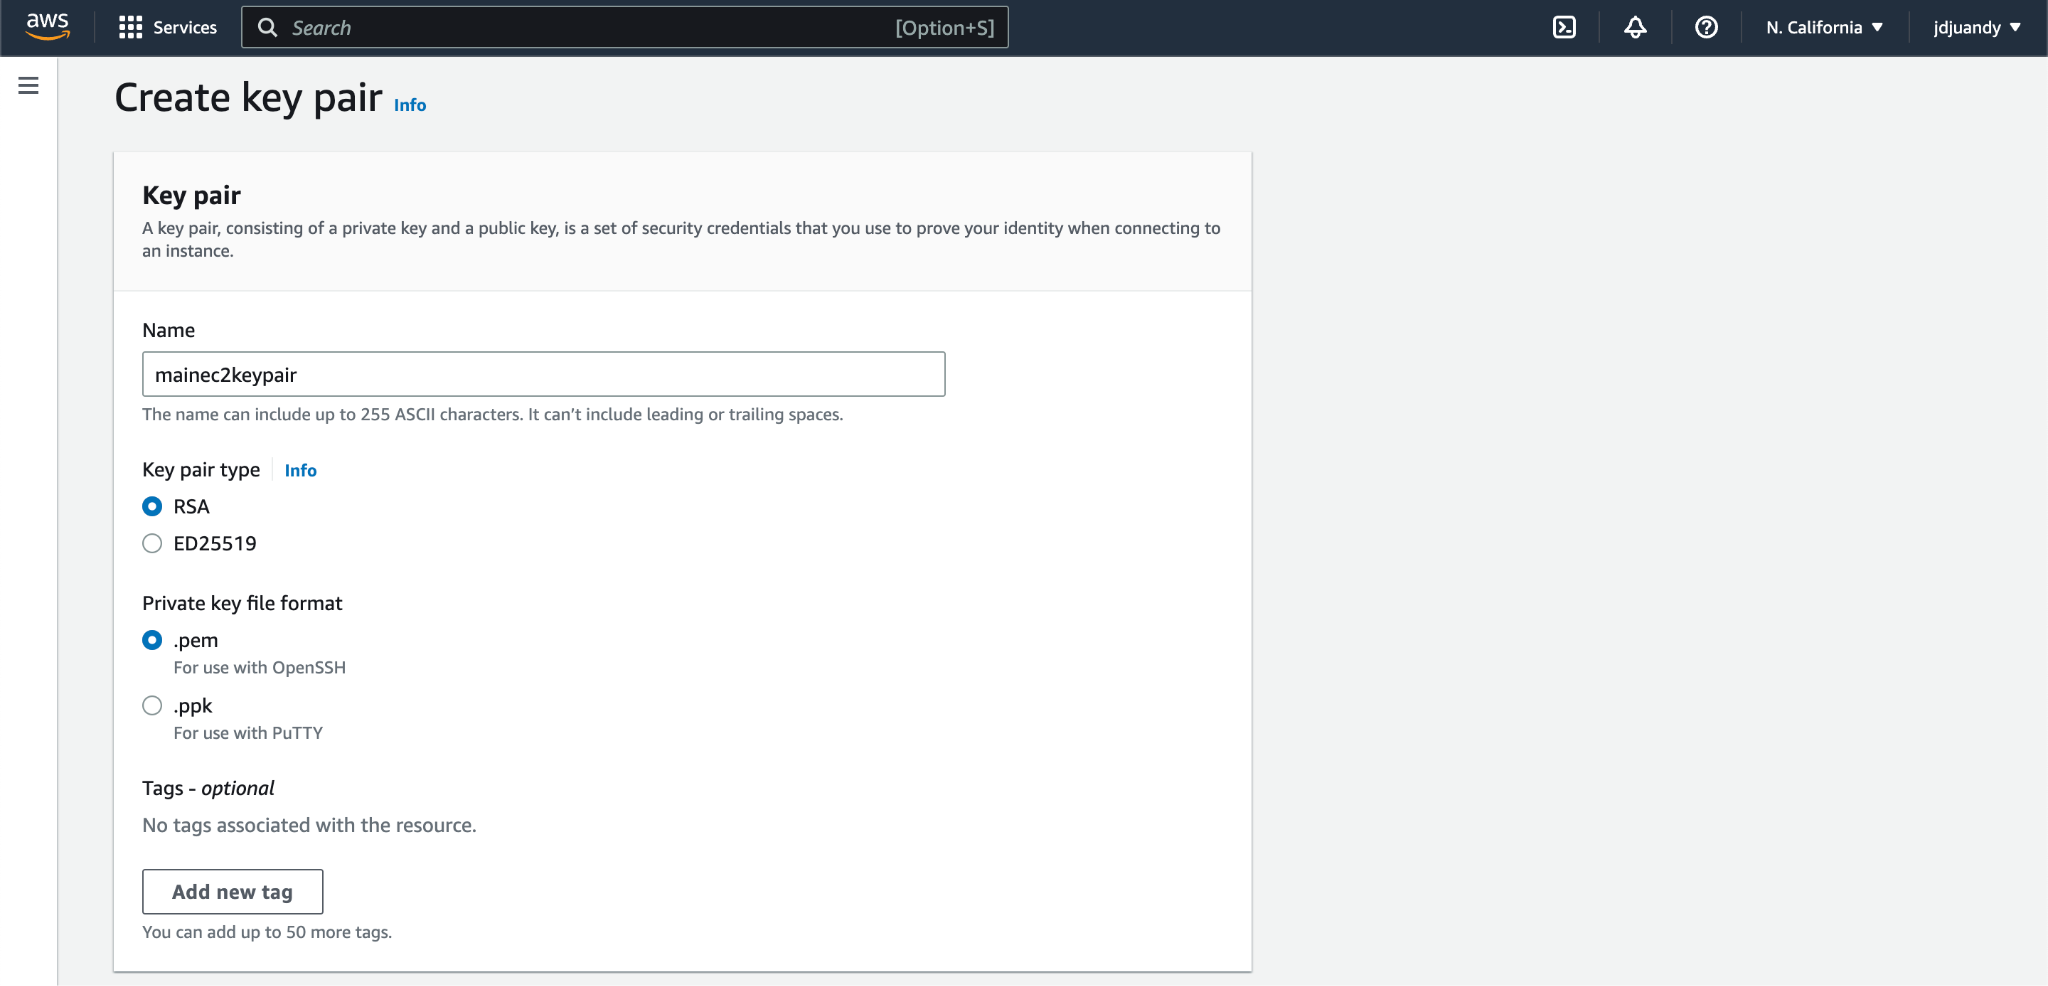 aws
Services
Search [Option+S]
N. California
jdjuandy
Create key pair Info
Key pair
A key pair, consisting of a private key and a public key, is a set of security credentials that you use to prove your identity when connecting to
an instance.
Name
mainec2keypair
The name can include up to 255 ASCII characters. It can’t include leading or trailing spaces.
Key pair type Info
RSA
ED25519
Private key file format
.pem
For use with OpenSSH
.ppk
For use with PuTTY
Tags - optional
No tags associated with the resource.
Add new tag
You can add up to 50 more tags.